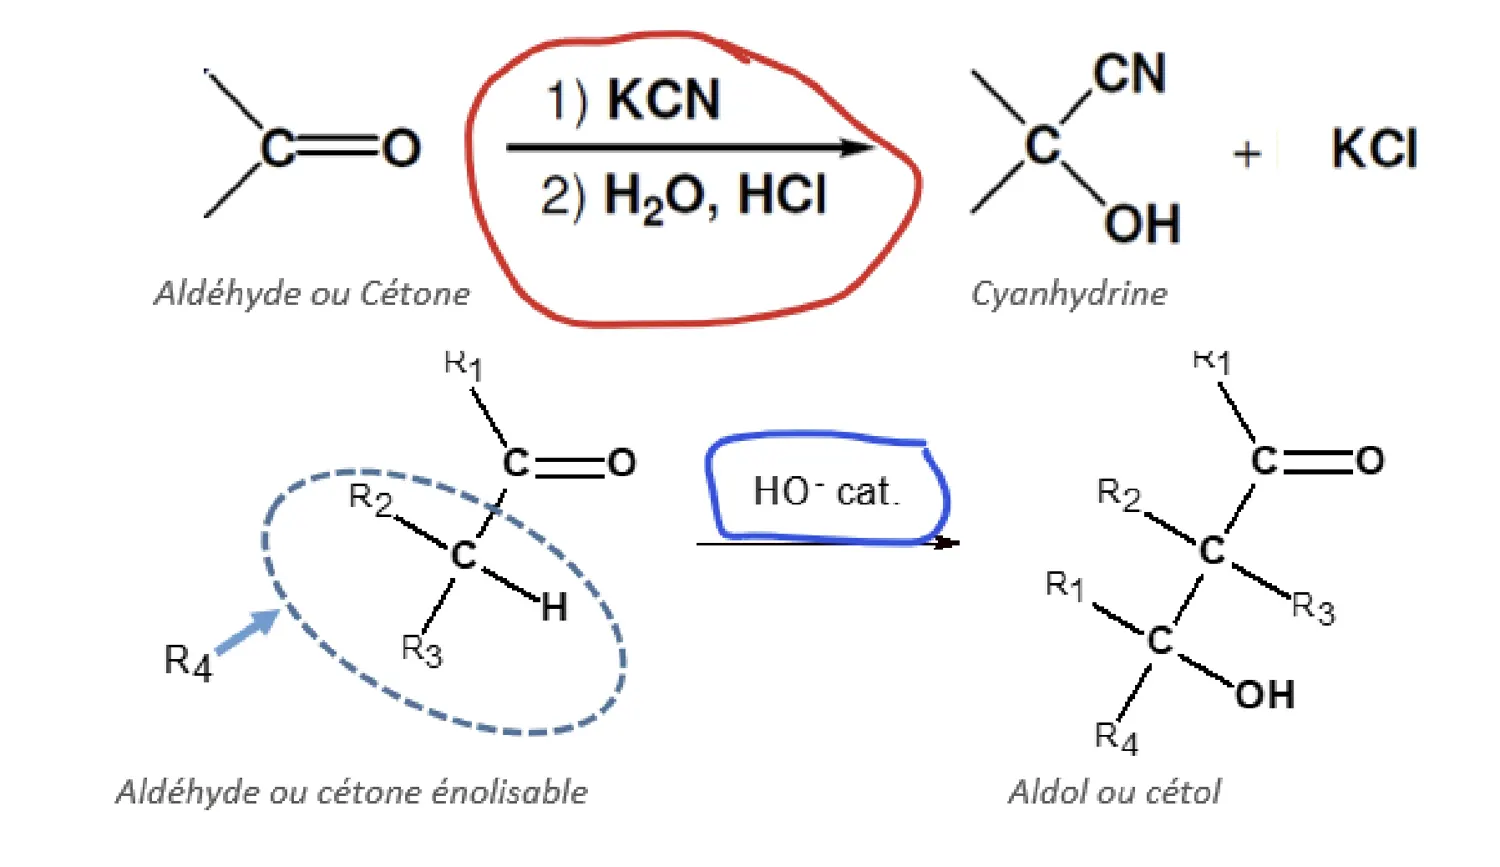 C=O
1) KCN
2) H₂O, HCl
CN
C
OH
+ KCl
Aldéhyde ou Cétone
Cyanhydrine
R₁
C=O
R₂
C
H
R₃
R₄
HO⁻ cat.
R₁
C=O
R₂
C
R₃
R₁
C
OH
R₄
Aldéhyde ou cétone énolisable
Aldol ou cétol